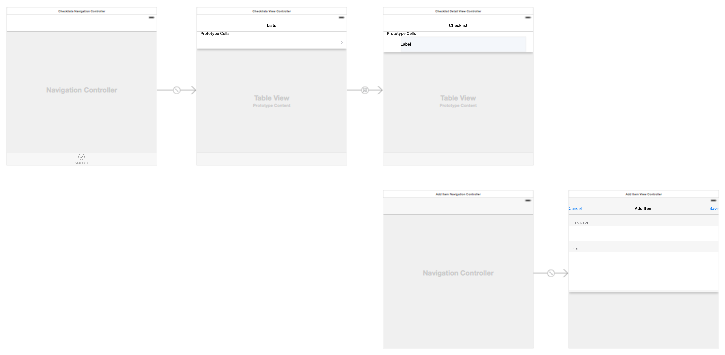 Checklists Navigation Controller
Checklists View Controller
Checklist Detail View Controller
Lists
Checklist
Prototype Cells
Prototype Cells
Label
Navigation Controller
Table View
Prototype Content
Table View
Prototype Content
Add Item Navigation Controller
Add Item View Controller
Cancel
Add Item
Save
Navigation Controller